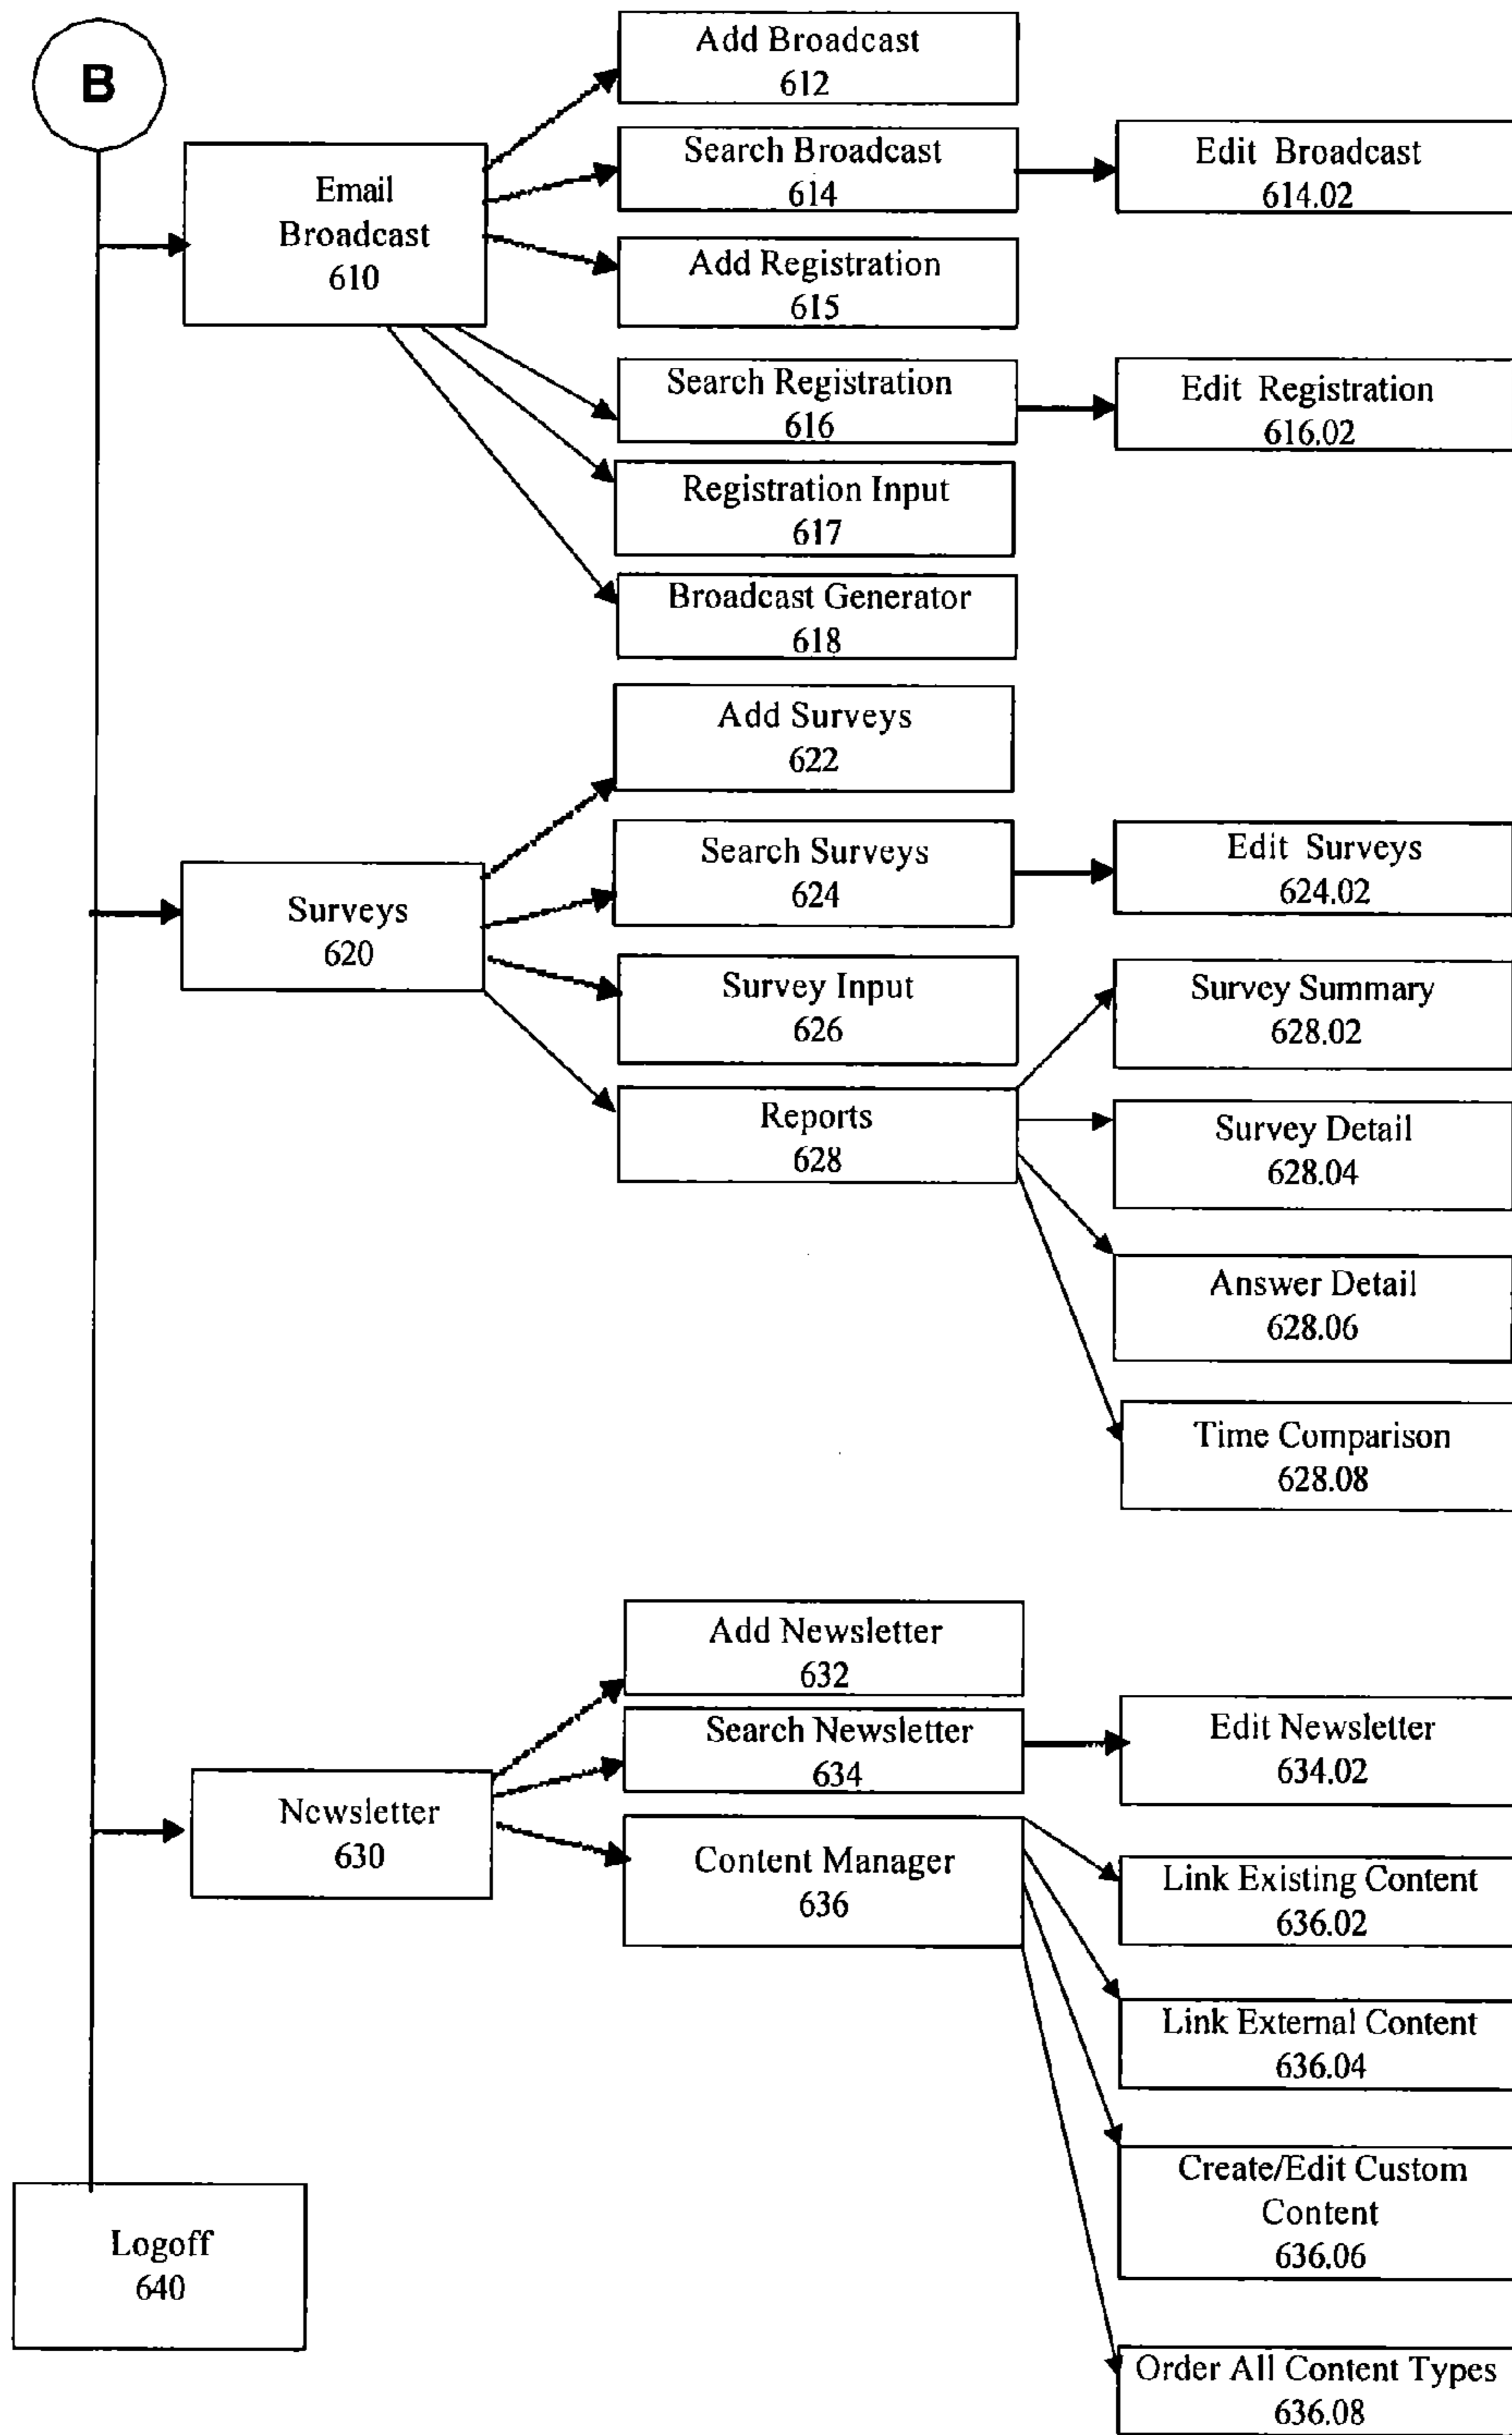 B
Email
Broadcast
610
Add Broadcast
612
Search Broadcast
614
Edit Broadcast
614.02
Add Registration
615
Search Registration
616
Edit Registration
616.02
Registration Input
617
Broadcast Generator
618
Surveys
620
Add Surveys
622
Search Surveys
624
Edit Surveys
624.02
Survey Input
626
Reports
628
Survey Summary
628.02
Survey Detail
628.04
Answer Detail
628.06
Time Comparison
628.08
Newsletter
630
Add Newsletter
632
Search Newsletter
634
Edit Newsletter
634.02
Content Manager
636
Link Existing Content
636.02
Link External Content
636.04
Create/Edit Custom
Content
636.06
Order All Content Types
636.08
Logoff
640